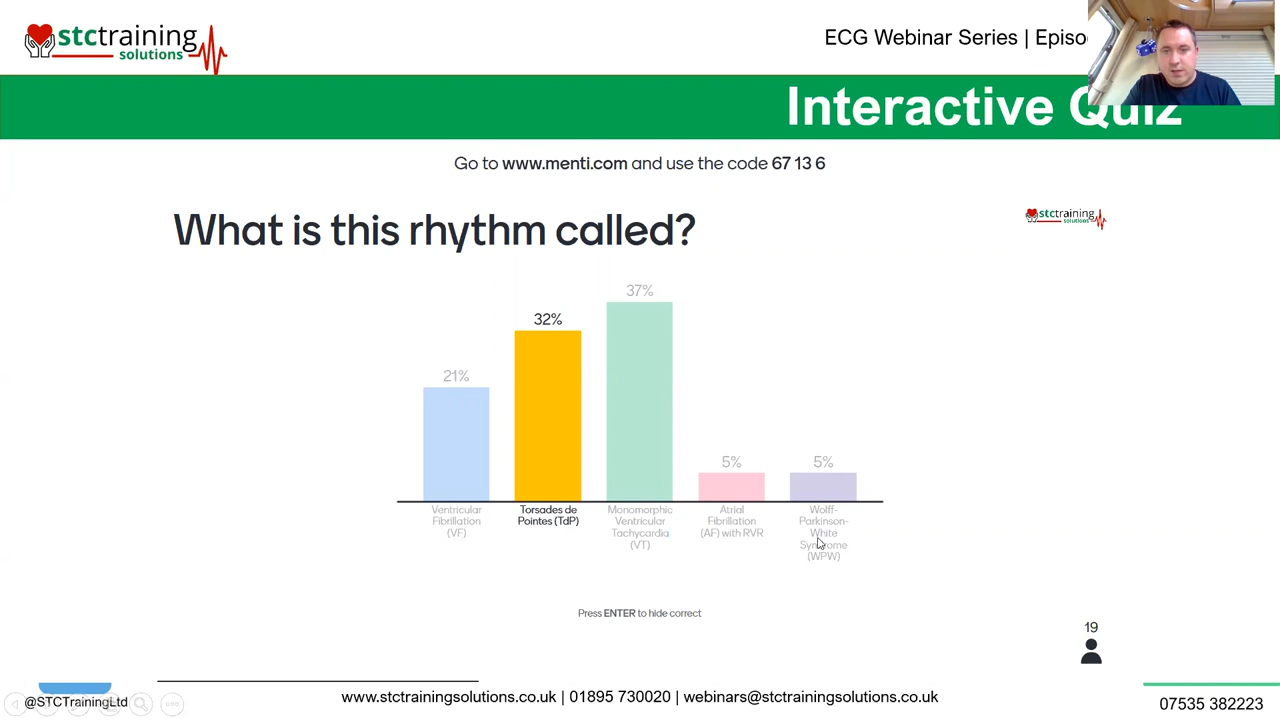 stctraining
solutions
ECG Webinar Series |
Interactive Quiz
Go to www.menti.com and use the code 67 13 6
What is this rhythm called?
stctraining
solutions
37%
32%
21%
5%
5%
Ventricular
Fibrillation
(VF)
Torsades de
Pointes (TdP)
Monomorphic
Ventricular
Tachycardia
(VT)
Atrial
Fibrillation
(AF) with RVR
Wolff-
Parkinson-
White
Syndrome
(WPW)
Press ENTER to hide correct
19
@STCTrainingLtd
www.stctrainingsolutions.co.uk | 01895 730020 | webinars@stctrainingsolutions.co.uk
07535 382223